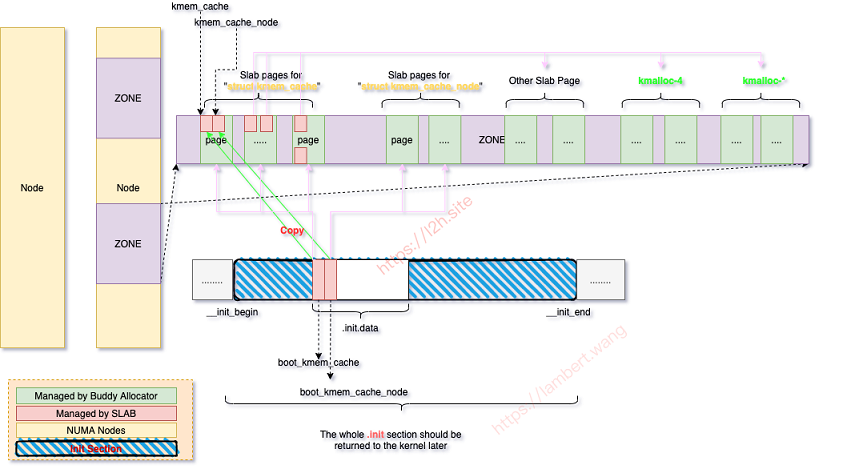 kmem_cache
kmem_cache_node
Slab pages for
"struct kmem_cache"
Slab pages for
"struct kmem_cache_node"
Other Slab Page
kmalloc-4
kmalloc-*
ZONE
page
.....
page
page
....
ZONE
....
....
....
....
....
....
Node
Node
ZONE
Copy
https://l2h.site
........
........
__init_begin
.init.data
__init_end
boot_kmem_cache
boot_kmem_cache_node
https://lambert.wang
The whole .init section should be
returned to the kernel later
Managed by Buddy Allocator
Managed by SLAB
NUMA Nodes
Init Section